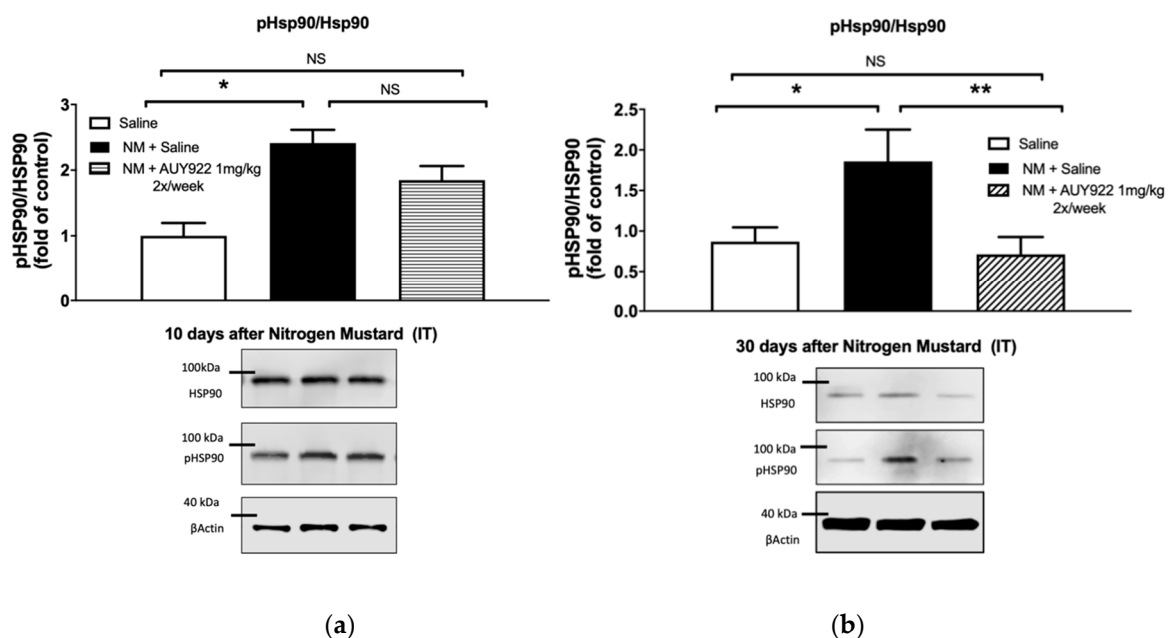 pHsp90/Hsp90
NS
*
NS
pHSP90/HSP90
(fold of control)
3
2
1
0
Saline
NM + Saline
NM + AUY922 1mg/kg
2x/week
10 days after Nitrogen Mustard (IT)
100kDa
HSP90
100 kDa
pHSP90
40 kDa
βActin
(a)
pHsp90/Hsp90
NS
*
**
pHSP90/HSP90
(fold of control)
2.5
2.0
1.5
1.0
0.5
0.0
Saline
NM + Saline
NM + AUY922 1mg/kg
2x/week
30 days after Nitrogen Mustard (IT)
100 kDa
HSP90
100 kDa
pHSP90
40 kDa
βActin
(b)